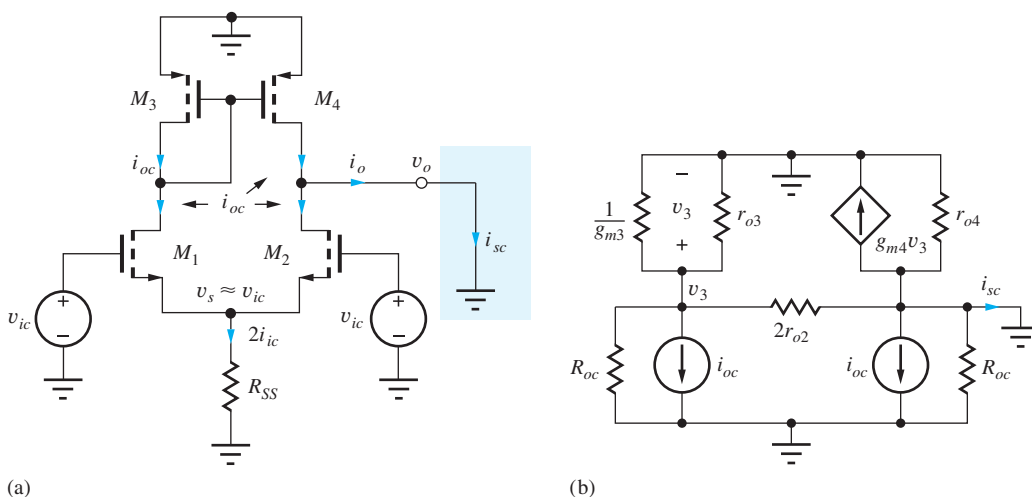 M3
M4
ioc
io
vo
ioc
isc
M1
M2
vs ≈ vic
+
−
vic
+
−
vic
2iic
RSS
(a)
1/gm3
−
v3
+
ro3
gm4v3
ro4
v3
isc
2ro2
Roc
ioc
ioc
Roc
(b)